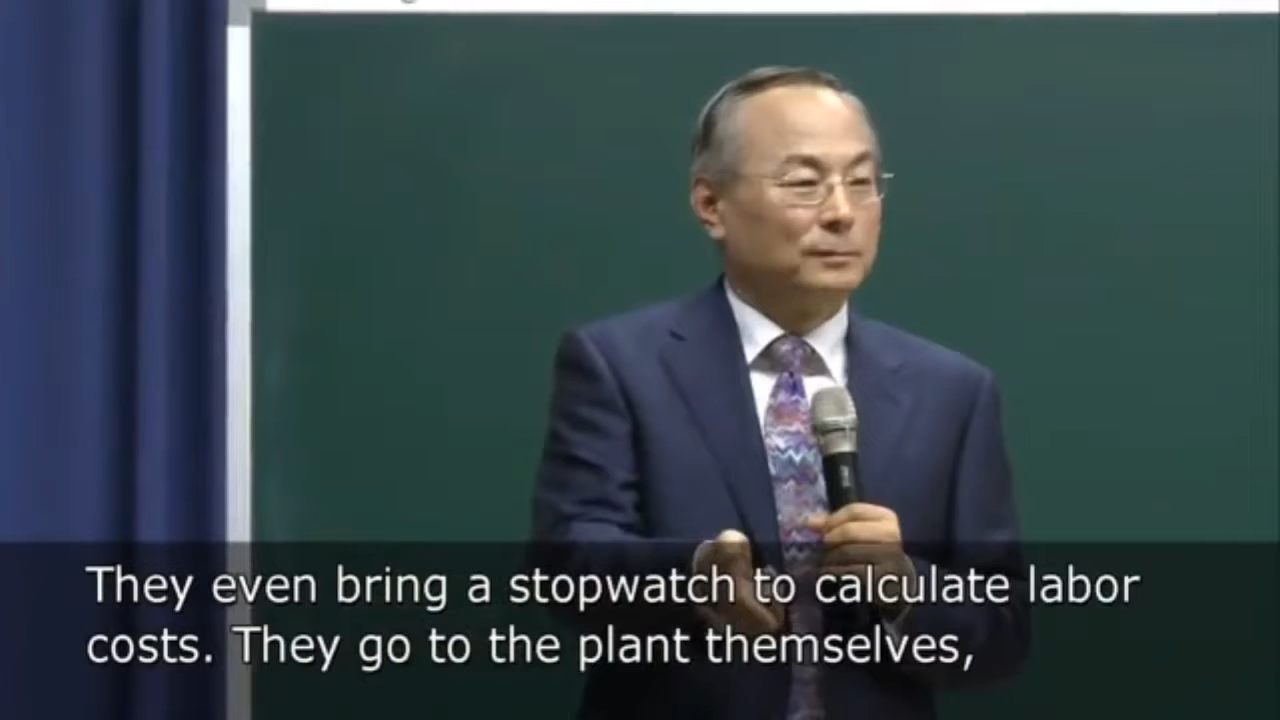 They even bring a stopwatch to calculate labor
costs. They go to the plant themselves,